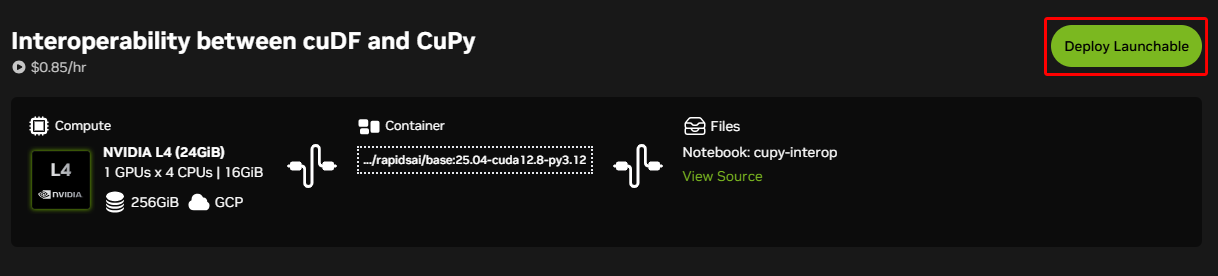 Interoperability between cuDF and CuPy
Deploy Launchable
$0.85/hr
Compute
L4
NVIDIA
NVIDIA L4 (24GiB)
1 GPUs x 4 CPUs | 16GiB
256GiB
GCP
Container
.../rapidsai/base:25.04-cuda12.8-py3.12
Files
Notebook: cupy-interop
View Source